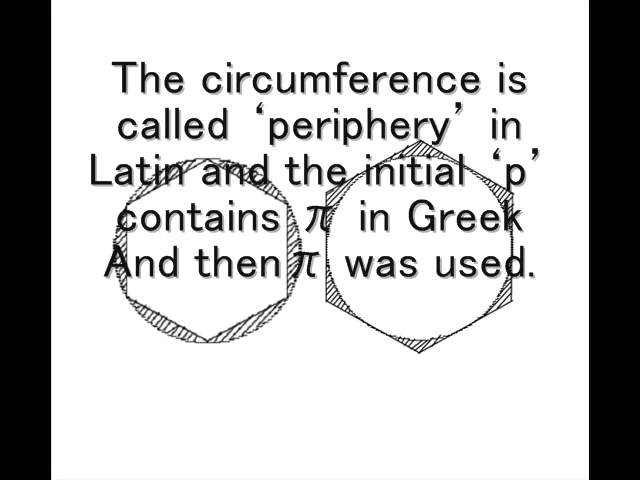 The circumference is
called ‘periphery’ in
Latin and the initial ‘p’
contains π in Greek
And then π was used.